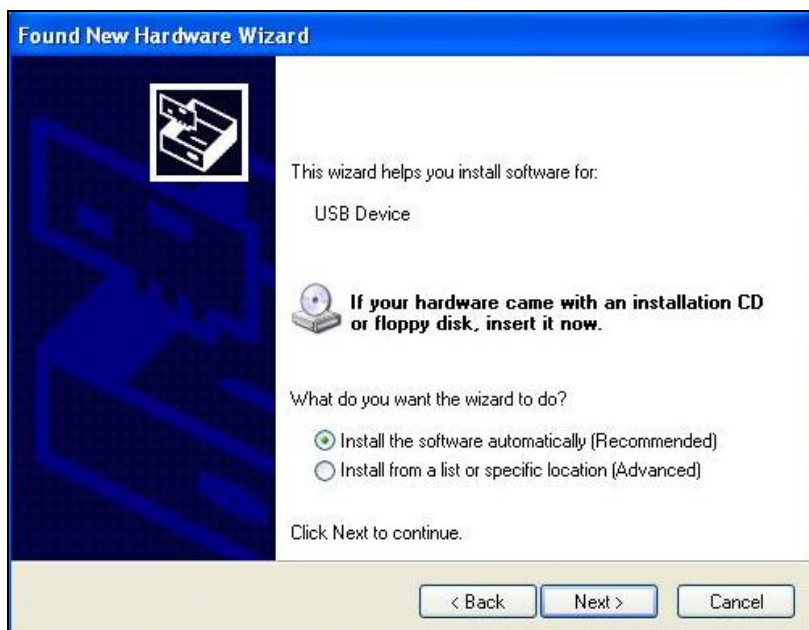 Found New Hardware Wizard
This wizard helps you install software for:
USB Device
If your hardware came with an installation CD
or floppy disk, insert it now.
What do you want the wizard to do?
Install the software automatically (Recommended)
Install from a list or specific location (Advanced)
Click Next to continue.
< Back Next > Cancel